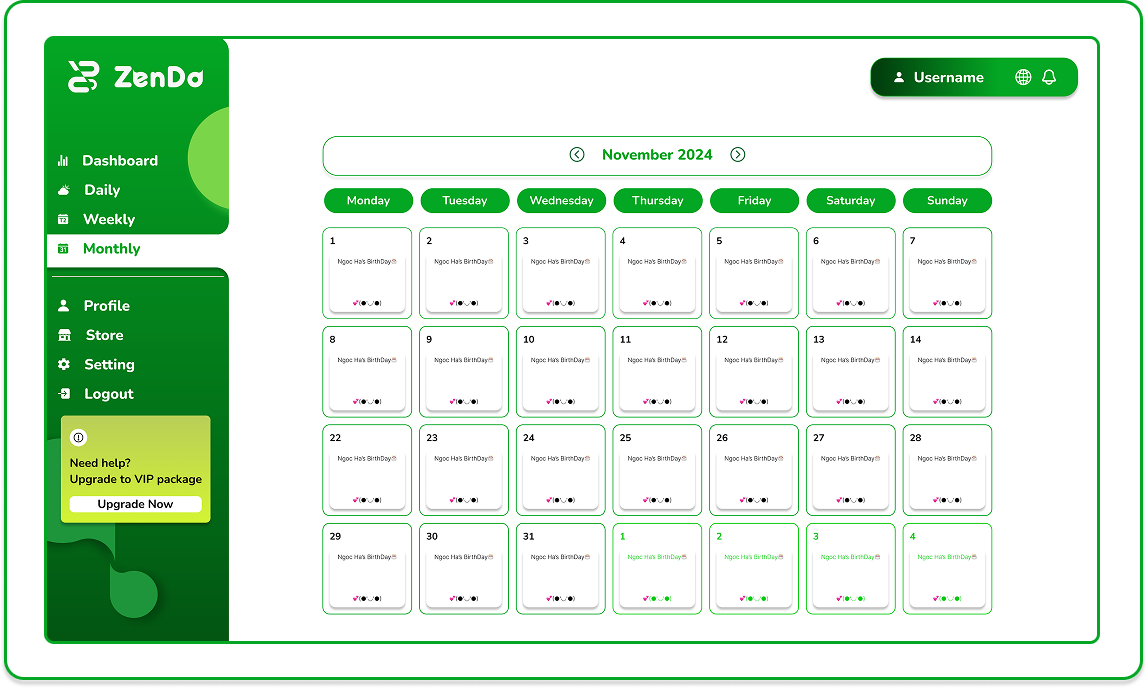 ZenDo
Username
Dashboard
Daily
Weekly
Monthly
Profile
Store
Setting
Logout
Need help?
Upgrade to VIP package
Upgrade Now
November 2024
Monday Tuesday Wednesday Thursday Friday Saturday Sunday
1 2 3 4 5 6 7
Ngoc Ha's BirthDay🎂 Ngoc Ha's BirthDay🎂 Ngoc Ha's BirthDay🎂 Ngoc Ha's BirthDay🎂 Ngoc Ha's BirthDay🎂 Ngoc Ha's BirthDay🎂 Ngoc Ha's BirthDay🎂
💕(●'◡'●) 💕(●'◡'●) 💕(●'◡'●) 💕(●'◡'●) 💕(●'◡'●) 💕(●'◡'●) 💕(●'◡'●)
8 9 10 11 12 13 14
Ngoc Ha's BirthDay🎂 Ngoc Ha's BirthDay🎂 Ngoc Ha's BirthDay🎂 Ngoc Ha's BirthDay🎂 Ngoc Ha's BirthDay🎂 Ngoc Ha's BirthDay🎂 Ngoc Ha's BirthDay🎂
💕(●'◡'●) 💕(●'◡'●) 💕(●'◡'●) 💕(●'◡'●) 💕(●'◡'●) 💕(●'◡'●) 💕(●'◡'●)
22 23 24 25 26 27 28
Ngoc Ha's BirthDay🎂 Ngoc Ha's BirthDay🎂 Ngoc Ha's BirthDay🎂 Ngoc Ha's BirthDay🎂 Ngoc Ha's BirthDay🎂 Ngoc Ha's BirthDay🎂 Ngoc Ha's BirthDay🎂
💕(●'◡'●) 💕(●'◡'●) 💕(●'◡'●) 💕(●'◡'●) 💕(●'◡'●) 💕(●'◡'●) 💕(●'◡'●)
29 30 31 1 2 3 4
Ngoc Ha's BirthDay🎂 Ngoc Ha's BirthDay🎂 Ngoc Ha's BirthDay🎂 Ngoc Ha's BirthDay🎂 Ngoc Ha's BirthDay🎂 Ngoc Ha's BirthDay🎂 Ngoc Ha's BirthDay🎂
💕(●'◡'●) 💕(●'◡'●) 💕(●'◡'●) 💕(●'◡'●) 💕(●'◡'●) 💕(●'◡'●) 💕(●'◡'●)